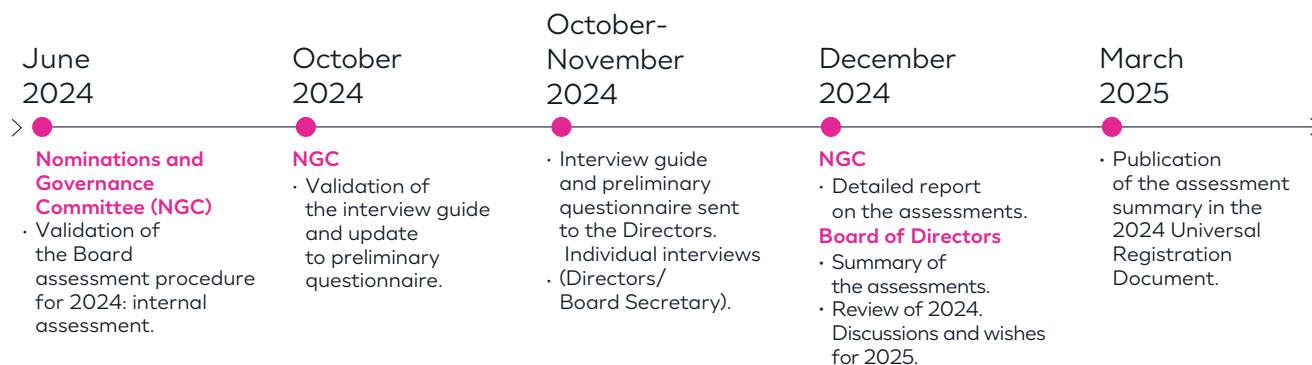 June
2024
Nominations and
Governance
Committee (NGC)
· Validation of
the Board
assessment procedure
for 2024: internal
assessment.
October
2024
NGC
· Validation of
the interview guide
and update
to preliminary
questionnaire.
October-
November
2024
· Interview guide
and preliminary
questionnaire sent
to the Directors.
Individual interviews
· (Directors/
Board Secretary).
December
2024
NGC
· Detailed report
on the assessments.
Board of Directors
· Summary of
the assessments.
· Review of 2024.
Discussions and wishes
for 2025.
March
2025
· Publication
of the assessment
summary in the
2024 Universal
Registration
Document.